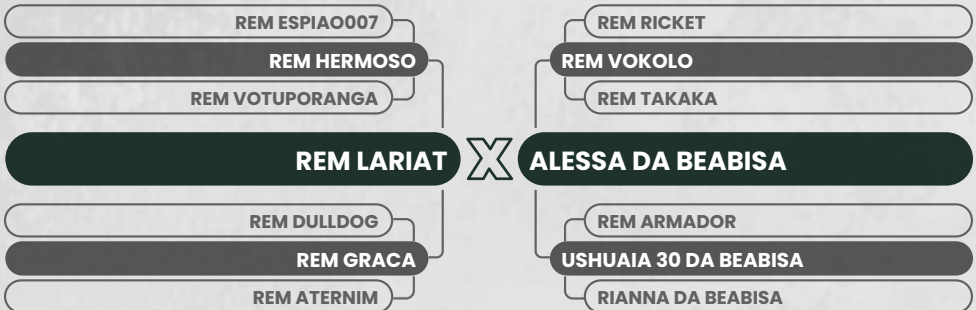 REM ESPIAO007
REM HERMOSO
REM VOTUPORANGA
REM RICKET
REM VOKOLO
REM TAKAKA
REM LARIAT X ALESSA DA BEABISA
REM DULLDOG
REM GRACA
REM ATERNIM
REM ARMADOR
USHUAIA 30 DA BEABISA
RIANNA DA BEABISA